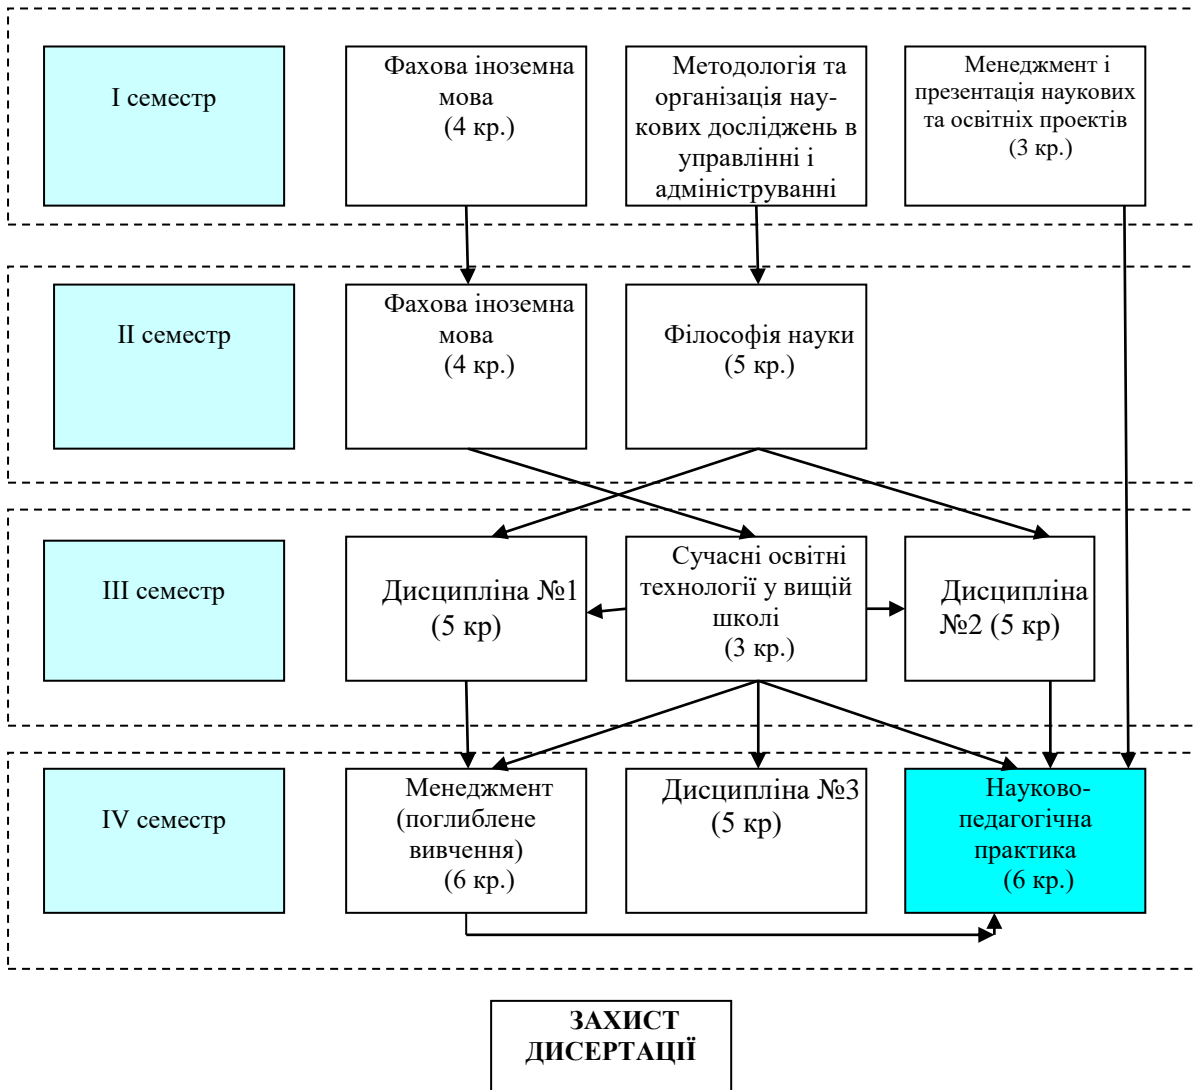 І семестр
Фахова іноземна
мова
(4 кр.)
Методологія та
організація нау-
кових досліджень в
управлінні і
адмініструванні
Менеджмент і
презентація наукових
та освітніх проектів
(3 кр.)
ІІ семестр
Фахова іноземна
мова
(4 кр.)
Філософія науки
(5 кр.)
ІІІ семестр
Дисципліна №1
(5 кр)
Сучасні освітні
технології у вищій
школі
(3 кр.)
Дисципліна
№2 (5 кр)
IV семестр
Менеджмент
(поглиблене
вивчення)
(6 кр.)
Дисципліна №3
(5 кр)
Науково-
педагогічна
практика
(6 кр.)
ЗАХИСТ
ДИСЕРТАЦІЇ